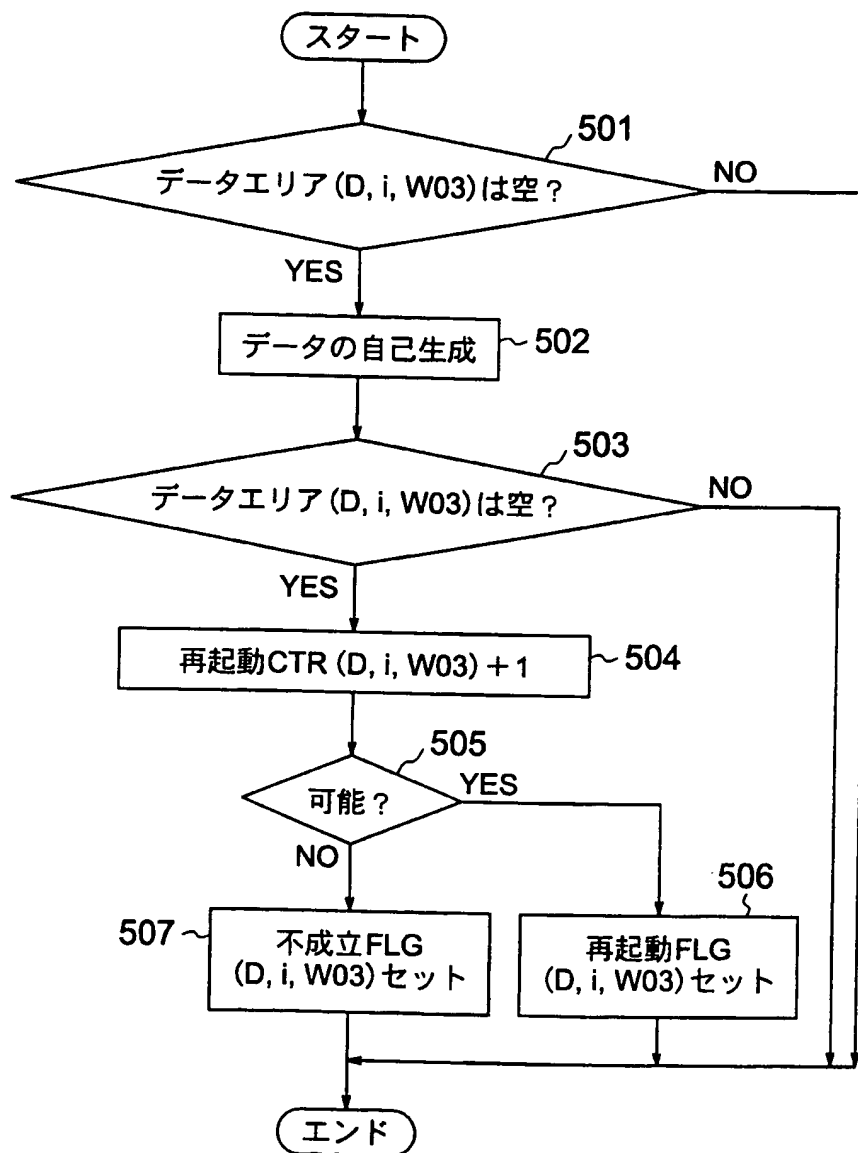 スタート
501
データエリア(D, i, W03)は空?
NO
YES
データの自己生成
502
503
データエリア(D, i, W03)は空?
NO
YES
再起動CTR (D, i, W03)+1
504
505
可能?
YES
NO
506
507
不成立FLG
(D, i, W03)セット
再起動FLG
(D, i, W03)セット
エンド